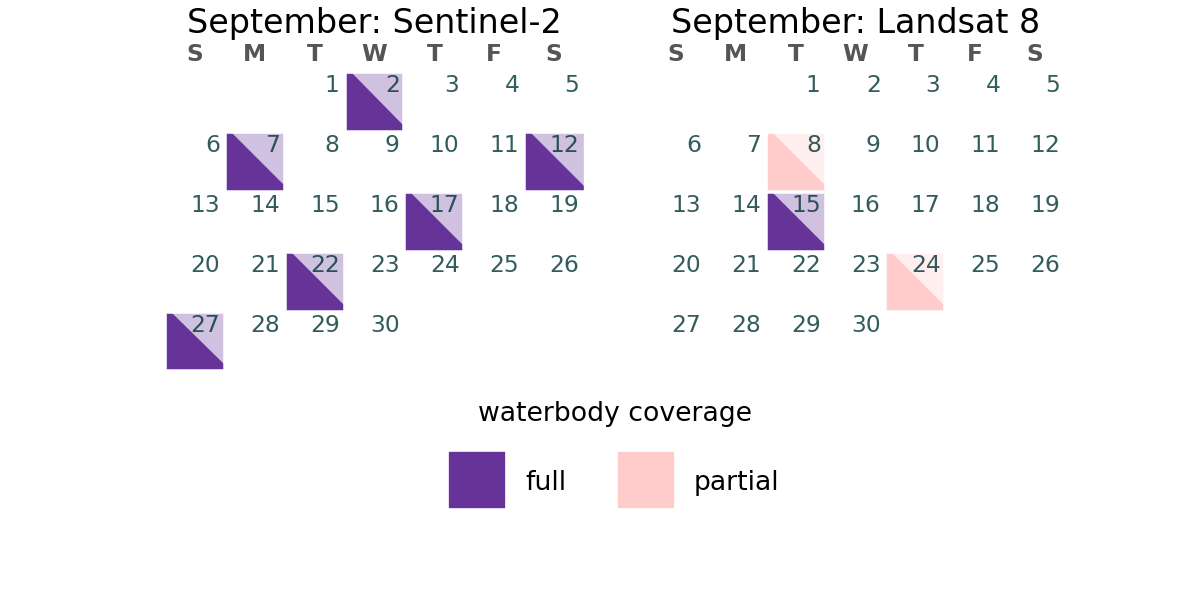 September: Sentinel-2
S M T W T F S
1 2 3 4 5
6 7 8 9 10 11 12
13 14 15 16 17 18 19
20 21 22 23 24 25 26
27 28 29 30
September: Landsat 8
S M T W T F S
1 2 3 4 5
6 7 8 9 10 11 12
13 14 15 16 17 18 19
20 21 22 23 24 25 26
27 28 29 30
waterbody coverage
full
partial